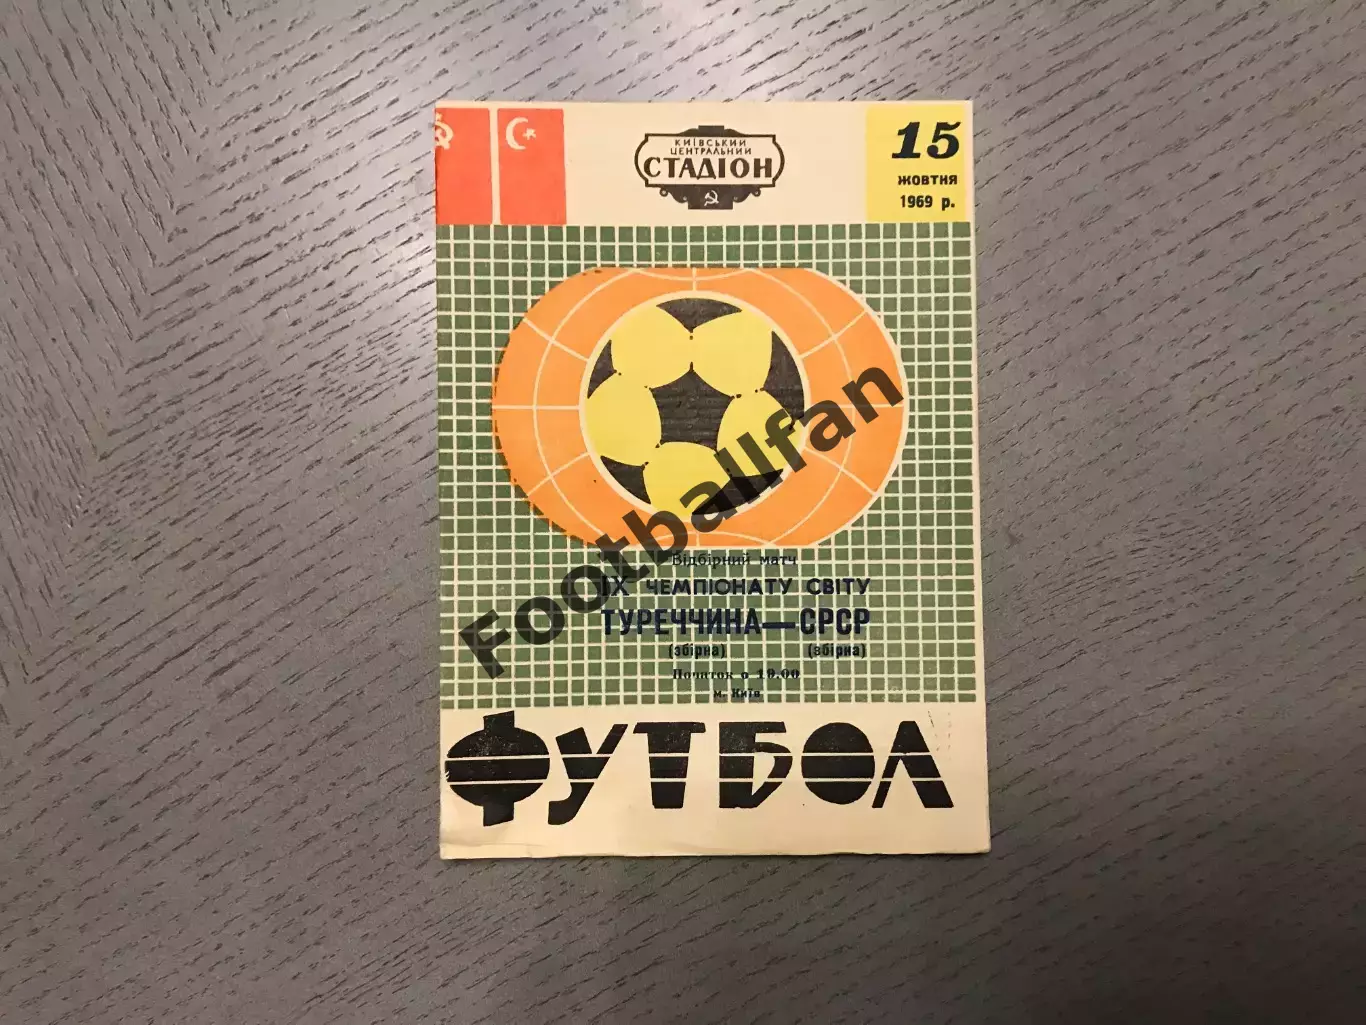 КИЇВСЬКИЙ
ЦЕНТРАЛЬНИЙ
СТАДІОН
15
ЖОВТНЯ
1969 р.
Відбірний матч
ІХ ЧЕМПІОНАТУ СВІТУ
ТУРЕЧЧИНА—СРСР
(збірна) (збірна)
Початок о 19.00
м. Київ
ФУТБОЛ
Footballfan